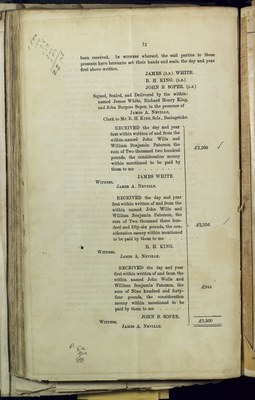 12
been received. In witness whereof, the said parties to these
presents have hereunto set their hands and seals, the day and year
first above written.
JAMES (L.S.) WHITE.
R. H. KING. (L.S.)
JOHN B. SOPER. (L.S.)
Signed, Sealed, and Delivered by the within-
named James White, Richard Henry King,
and John Burgess Soper, in the presence of
James A. Neville,
Clerk to Mr. R. H. King, Solr., Basingstoke.
RECEIVED the day and year
first within written of and from the
within-named John Wills and
William Benjamin Paterson the
sum of Two thousand two hundred
pounds, the consideration money
within mentioned to be paid by
them to me
£2,200
JAMES WHITE.
Witness,
James A. Neville.
RECEIVED the day and year
first within written of and from the
within named John Wills and
William Benjamin Paterson, the
sum of Two thousand three hun-
dred and fifty-six pounds, the con-
sideration money within mentioned
to be paid by them to me
£2,356
R. H. KING.
Witness,
James A. Neville.
RECEIVED the day and year
first within written of and from the
within named John Wills and
William Benjamin Paterson, the
sum of Nine hundred and forty-
four pounds, the consideration
money within mentioned to be
paid by them to me
£944
JOHN B. SOPER.
Witness,
James A. Neville.
£5,500